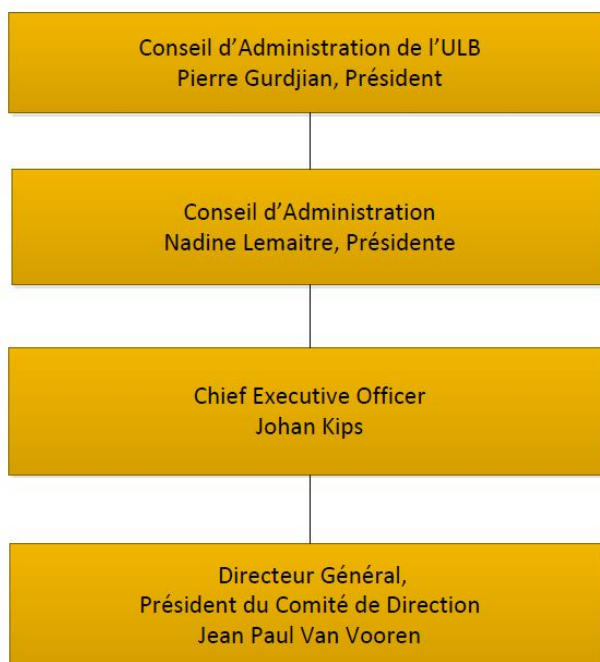 Conseil d’Administration de l’ULB
Pierre Gurdjian, Président
Conseil d’Administration
Nadine Lemaitre, Présidente
Chief Executive Officer
Johan Kips
Directeur Général,
Président du Comité de Direction
Jean Paul Van Vooren